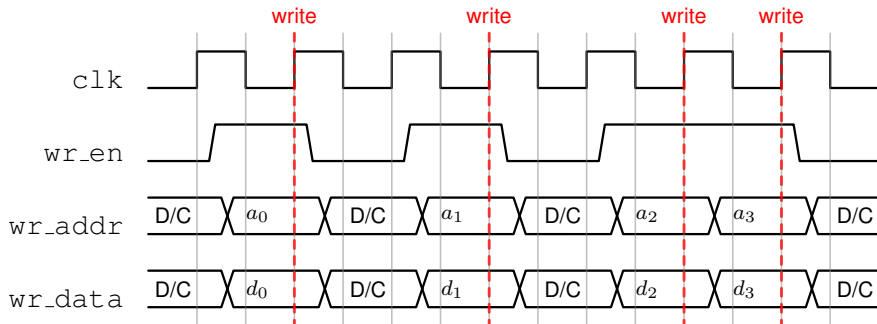 write write write write
clk
wr_en
wr_addr D/C a0 D/C a1 D/C a2 a3 D/C
wr_data D/C d0 D/C d1 D/C d2 d3 D/C